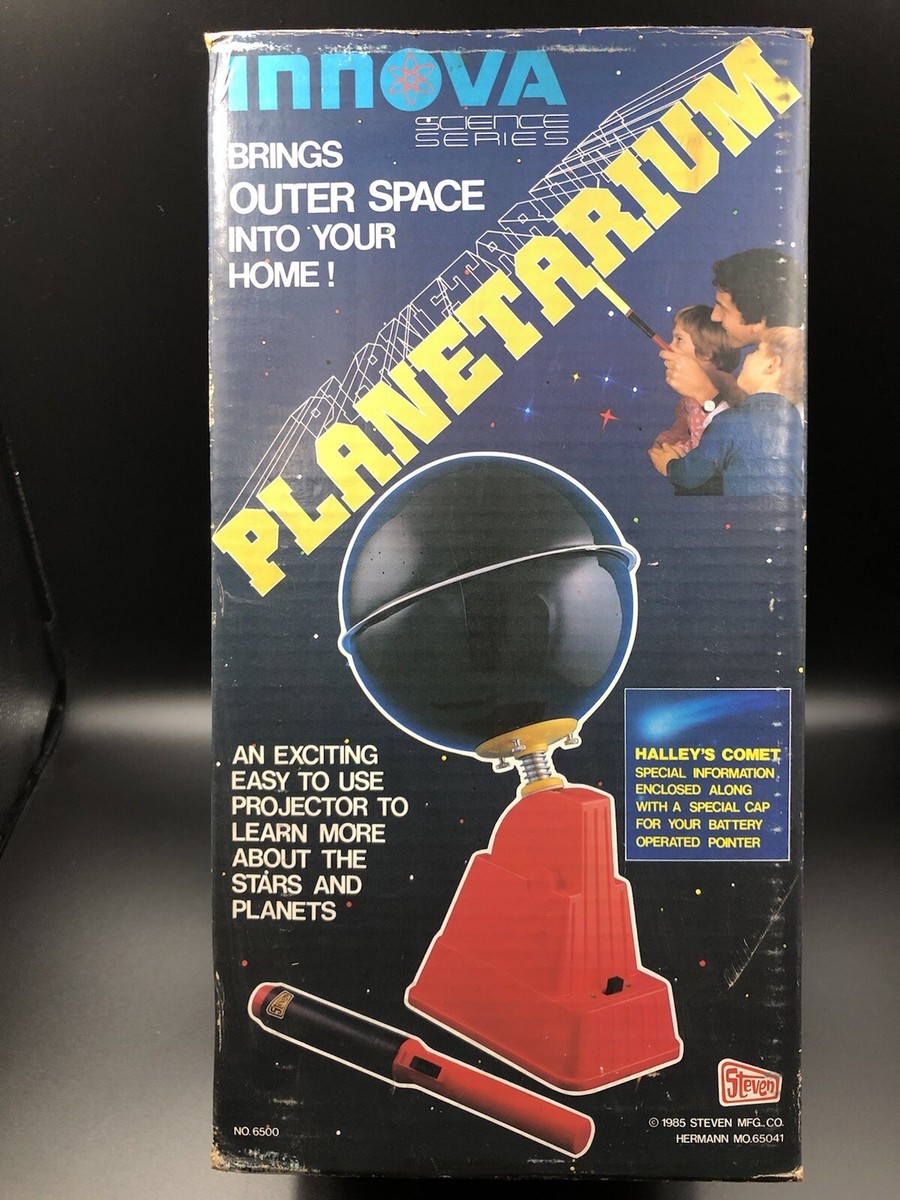 innOVA
SCIENCE
SERIES
BRINGS
OUTER SPACE
INTO YOUR
HOME!
PLANETARIUM
HALLEY'S COMET
SPECIAL INFORMATION
ENCLOSED ALONG
WITH A SPECIAL CAP
FOR YOUR BATTERY
OPERATED POINTER
AN EXCITING
EASY TO USE
PROJECTOR TO
LEARN MORE
ABOUT THE
STARS AND
PLANETS
Steven
Steven
NO. 6500
© 1985 STEVEN MFG. CO.
HERMANN MO. 65041